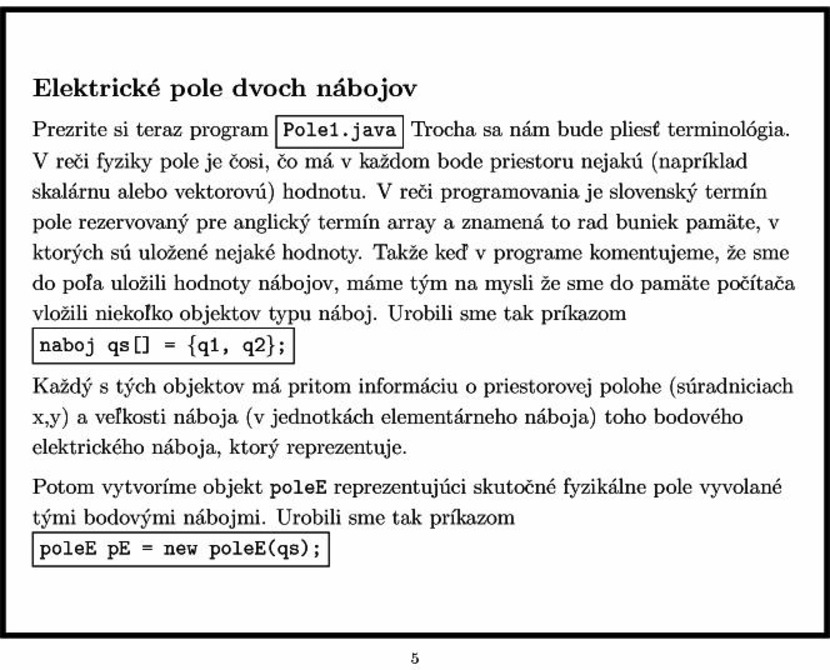 Elektrické pole dvoch nábojov
Prezrite si teraz program Pole1.java Trocha sa nám bude pliesť terminológia.
V reči fyziky pole je čosi, čo má v každom bode priestoru nejakú (napríklad
skalárnu alebo vektorovú) hodnotu. V reči programovania je slovenský termín
pole rezervovaný pre anglický termín array a znamená to rad buniek pamäte, v
ktorých sú uložené nejaké hodnoty. Takže keď v programe komentujeme, že sme
do poľa uložili hodnoty nábojov, máme tým na mysli že sme do pamäte počítača
vložili niekoľko objektov typu náboj. Urobili sme tak príkazom
naboj qs[] = {q1, q2};
Každý s tých objektov má pritom informáciu o priestorovej polohe (súradniciach
x,y) a veľkosti náboja (v jednotkách elementárneho náboja) toho bodového
elektrického náboja, ktorý reprezentuje.
Potom vytvoríme objekt poleE reprezentujúci skutočné fyzikálne pole vyvolané
tými bodovými nábojmi. Urobili sme tak príkazom
poleE pE = new poleE(qs);
5